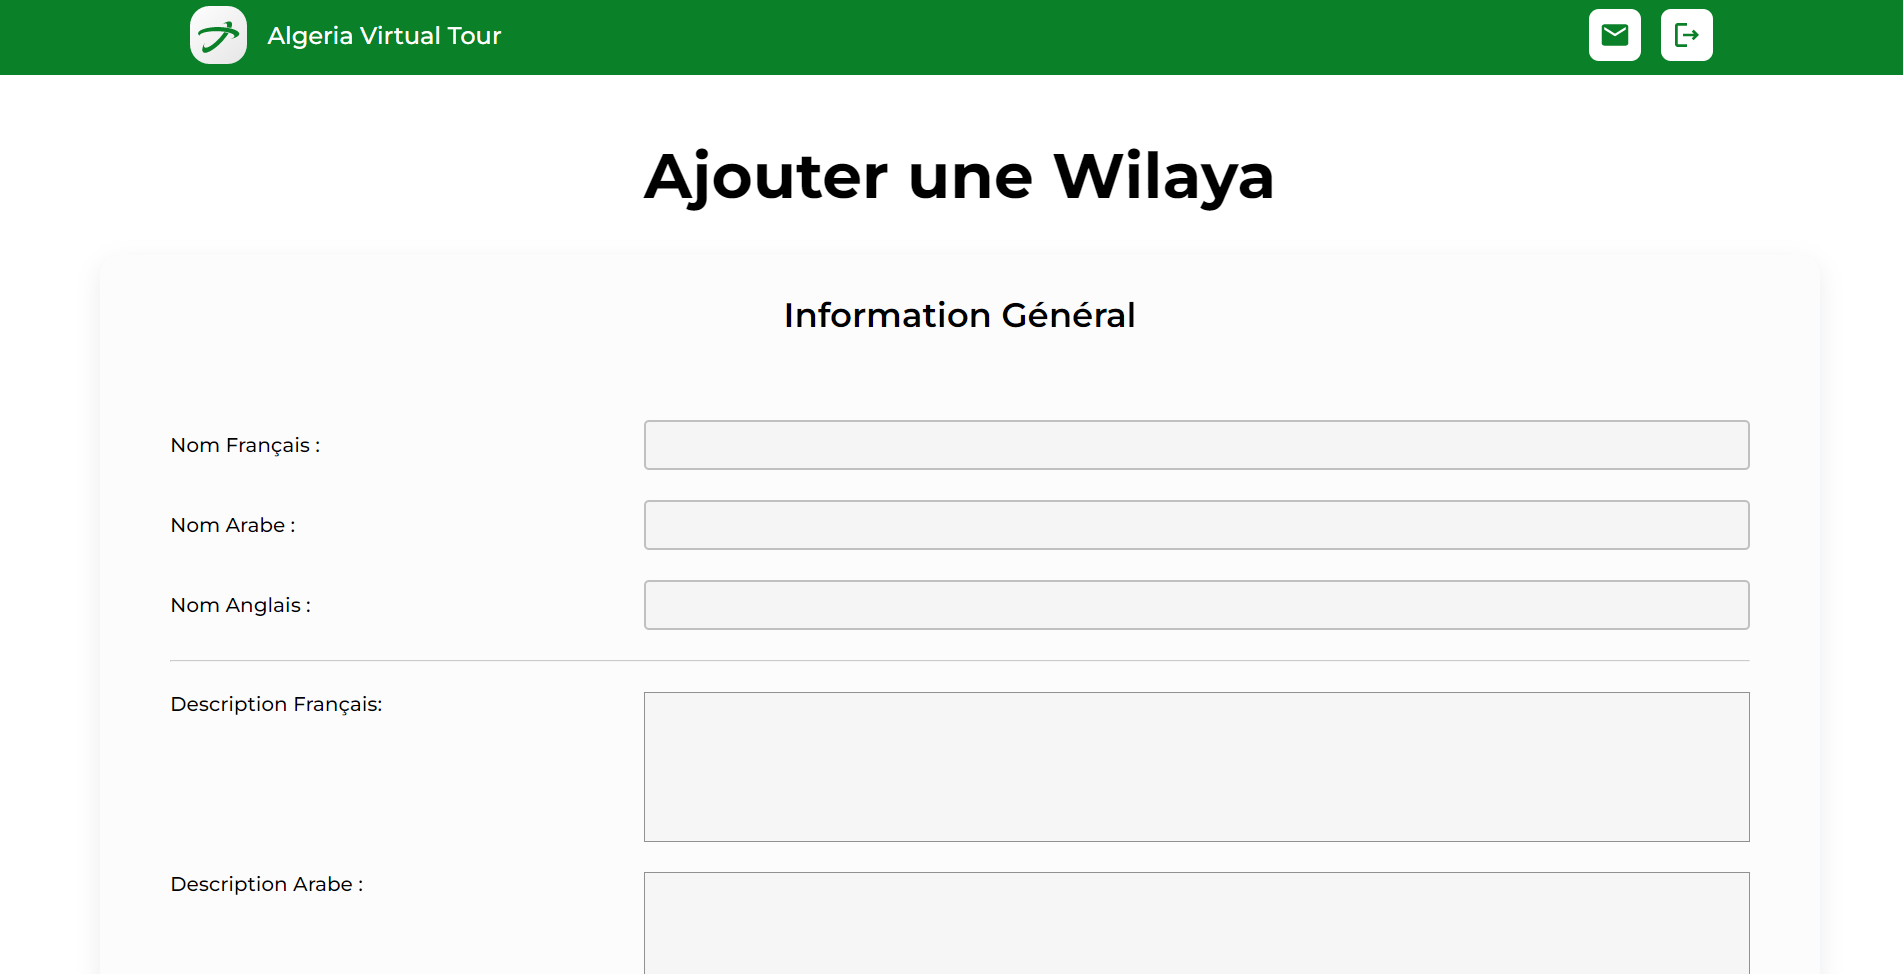 Algeria Virtual Tour
Ajouter une Wilaya
Information Général
Nom Français :
Nom Arabe :
Nom Anglais :
Description Français:
Description Arabe :